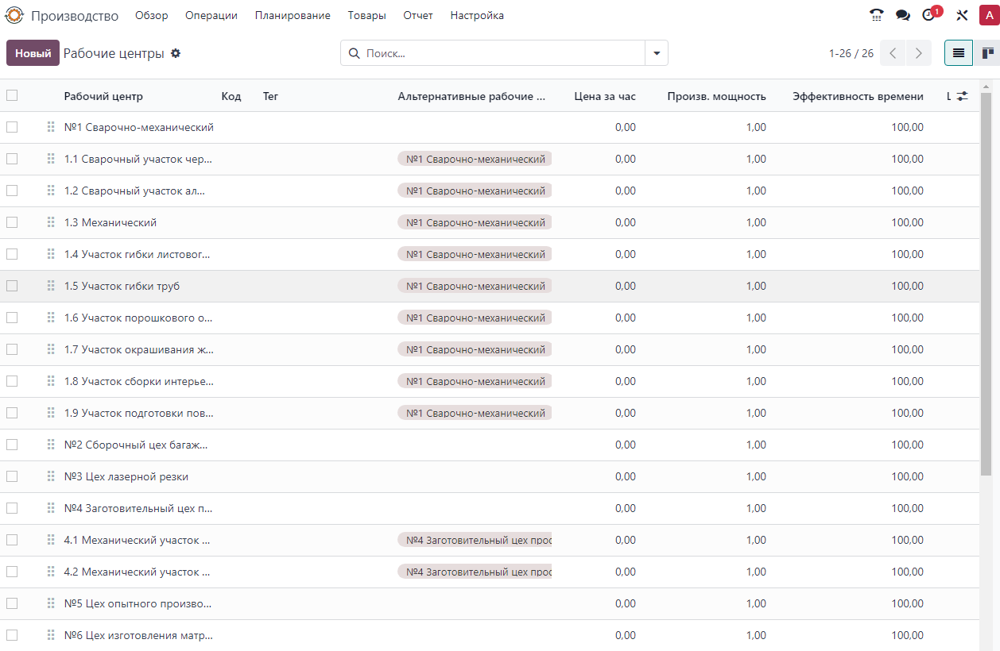 Производство Обзор Операции Планирование Товары Отчет Настройка 1 A
Новый Рабочие центры Поиск... 1-26 / 26
Рабочий центр Код Тег Альтернативные рабочие ... Цена за час Произв. мощность Эффективность времени
№1 Сварочно-механический 0,00 1,00 100,00
1.1 Сварочный участок чер... №1 Сварочно-механический 0,00 1,00 100,00
1.2 Сварочный участок ал... №1 Сварочно-механический 0,00 1,00 100,00
1.3 Механический №1 Сварочно-механический 0,00 1,00 100,00
1.4 Участок гибки листовог... №1 Сварочно-механический 0,00 1,00 100,00
1.5 Участок гибки труб №1 Сварочно-механический 0,00 1,00 100,00
1.6 Участок порошкового о... №1 Сварочно-механический 0,00 1,00 100,00
1.7 Участок окрашивания ж... №1 Сварочно-механический 0,00 1,00 100,00
1.8 Участок сборки интерье... №1 Сварочно-механический 0,00 1,00 100,00
1.9 Участок подготовки пов... №1 Сварочно-механический 0,00 1,00 100,00
№2 Сборочный цех багаж... 0,00 1,00 100,00
№3 Цех лазерной резки 0,00 1,00 100,00
№4 Заготовительный цех п... 0,00 1,00 100,00
4.1 Механический участок ... №4 Заготовительный цех прос 0,00 1,00 100,00
4.2 Механический участок ... №4 Заготовительный цех прос 0,00 1,00 100,00
№5 Цех опытного произво... 0,00 1,00 100,00
№6 Цех изготовления матр... 0,00 1,00 100,00